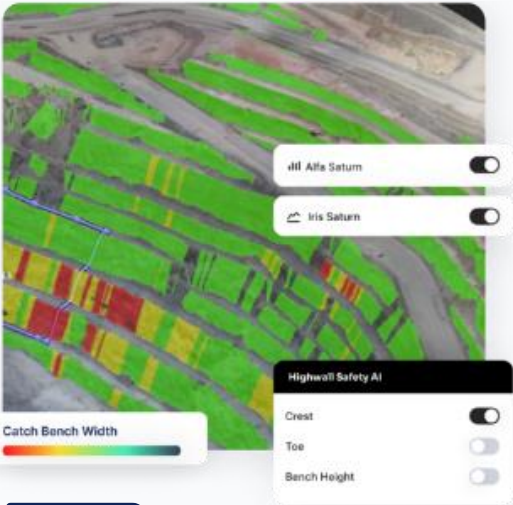 Alfa Saturn
Iris Saturn
Highwall Safety AI
Crest
Toe
Bench Height
Catch Bench Width